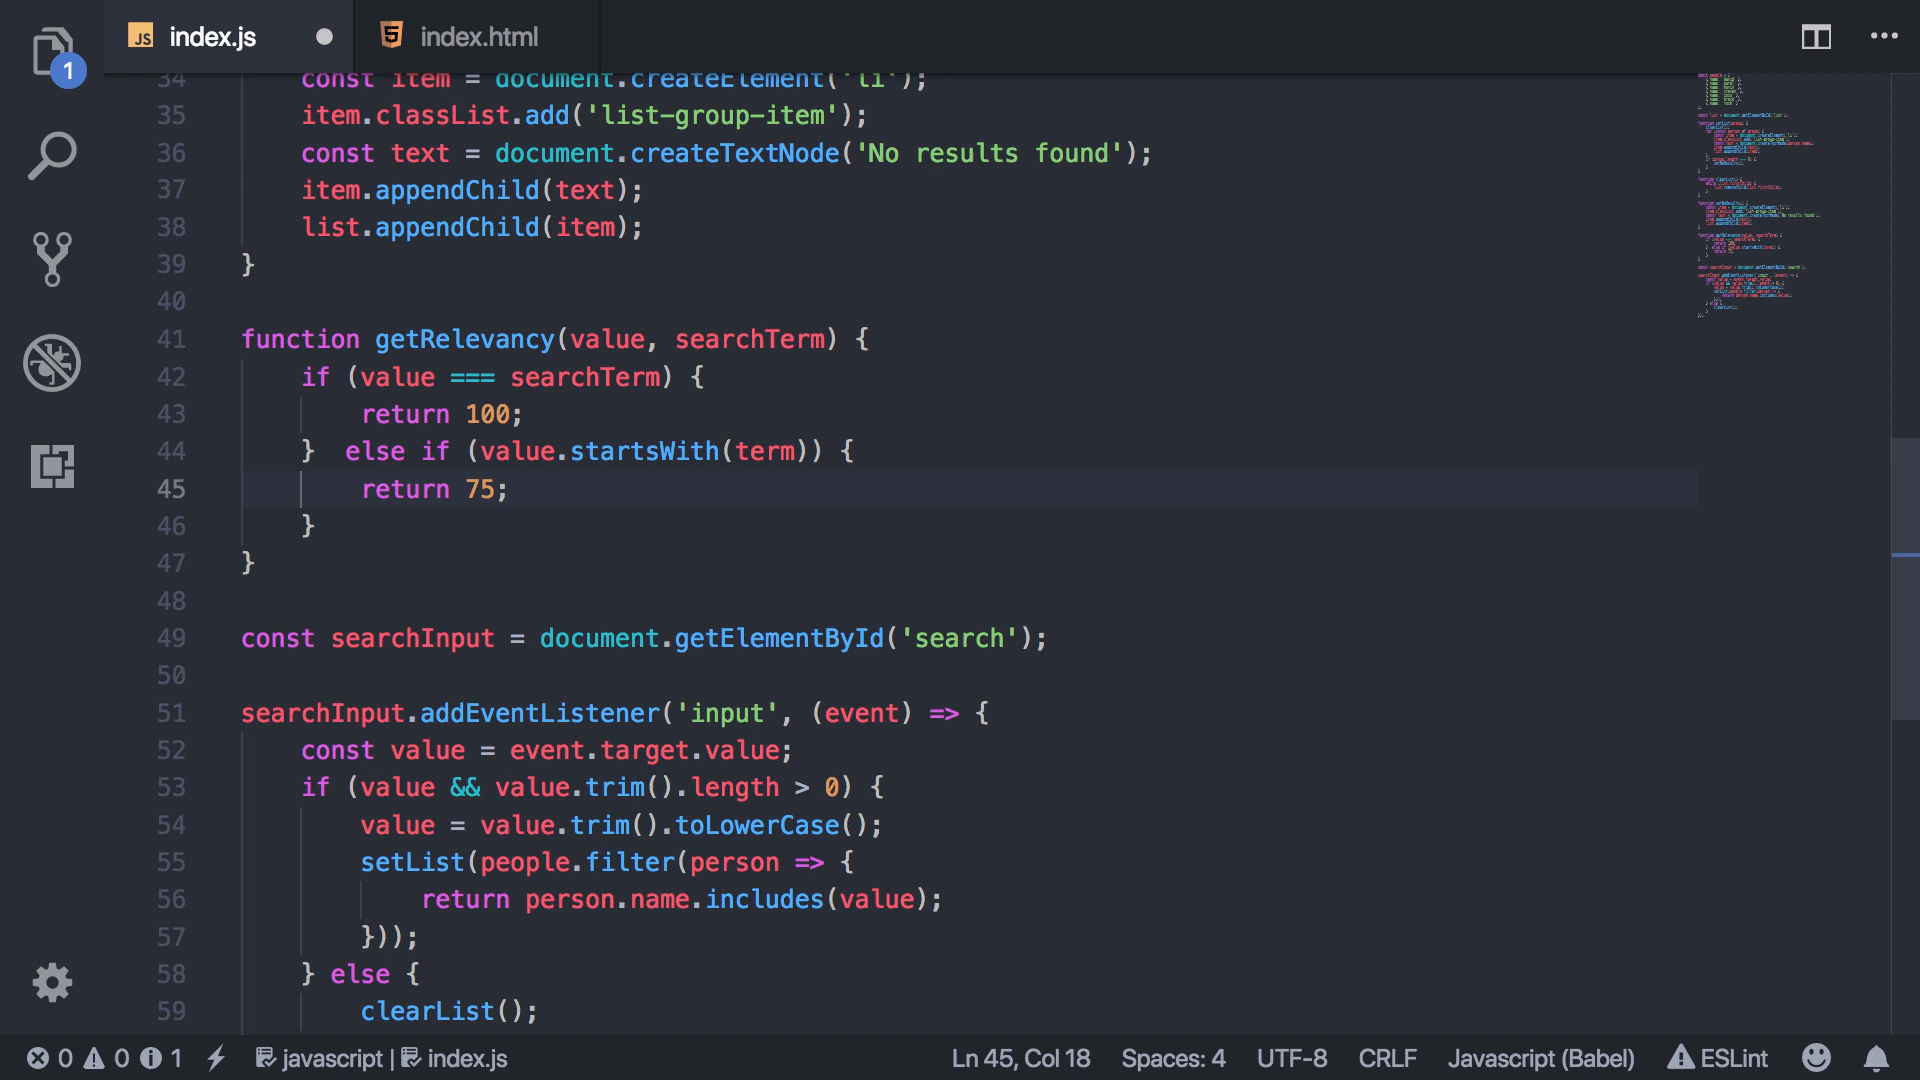 index.js
index.html
1
34 const item = document.createElement('li');
35 item.classList.add('list-group-item');
36 const text = document.createTextNode('No results found');
37 item.appendChild(text);
38 list.appendChild(item);
39 }
40
41 function getRelevancy(value, searchTerm) {
42 if (value === searchTerm) {
43 return 100;
44 }  else if (value.startsWith(term)) {
45 return 75;
46 }
47 }
48
49 const searchInput = document.getElementById('search');
50
51 searchInput.addEventListener('input', (event) => {
52 const value = event.target.value;
53 if (value && value.trim().length > 0) {
54 value = value.trim().toLowerCase();
55 setList(people.filter(person => {
56 return person.name.includes(value);
57 }));
58 } else {
59 clearList();
0 0 1 javascript | index.js Ln 45, Col 18 Spaces: 4 UTF-8 CRLF Javascript (Babel) ESLint